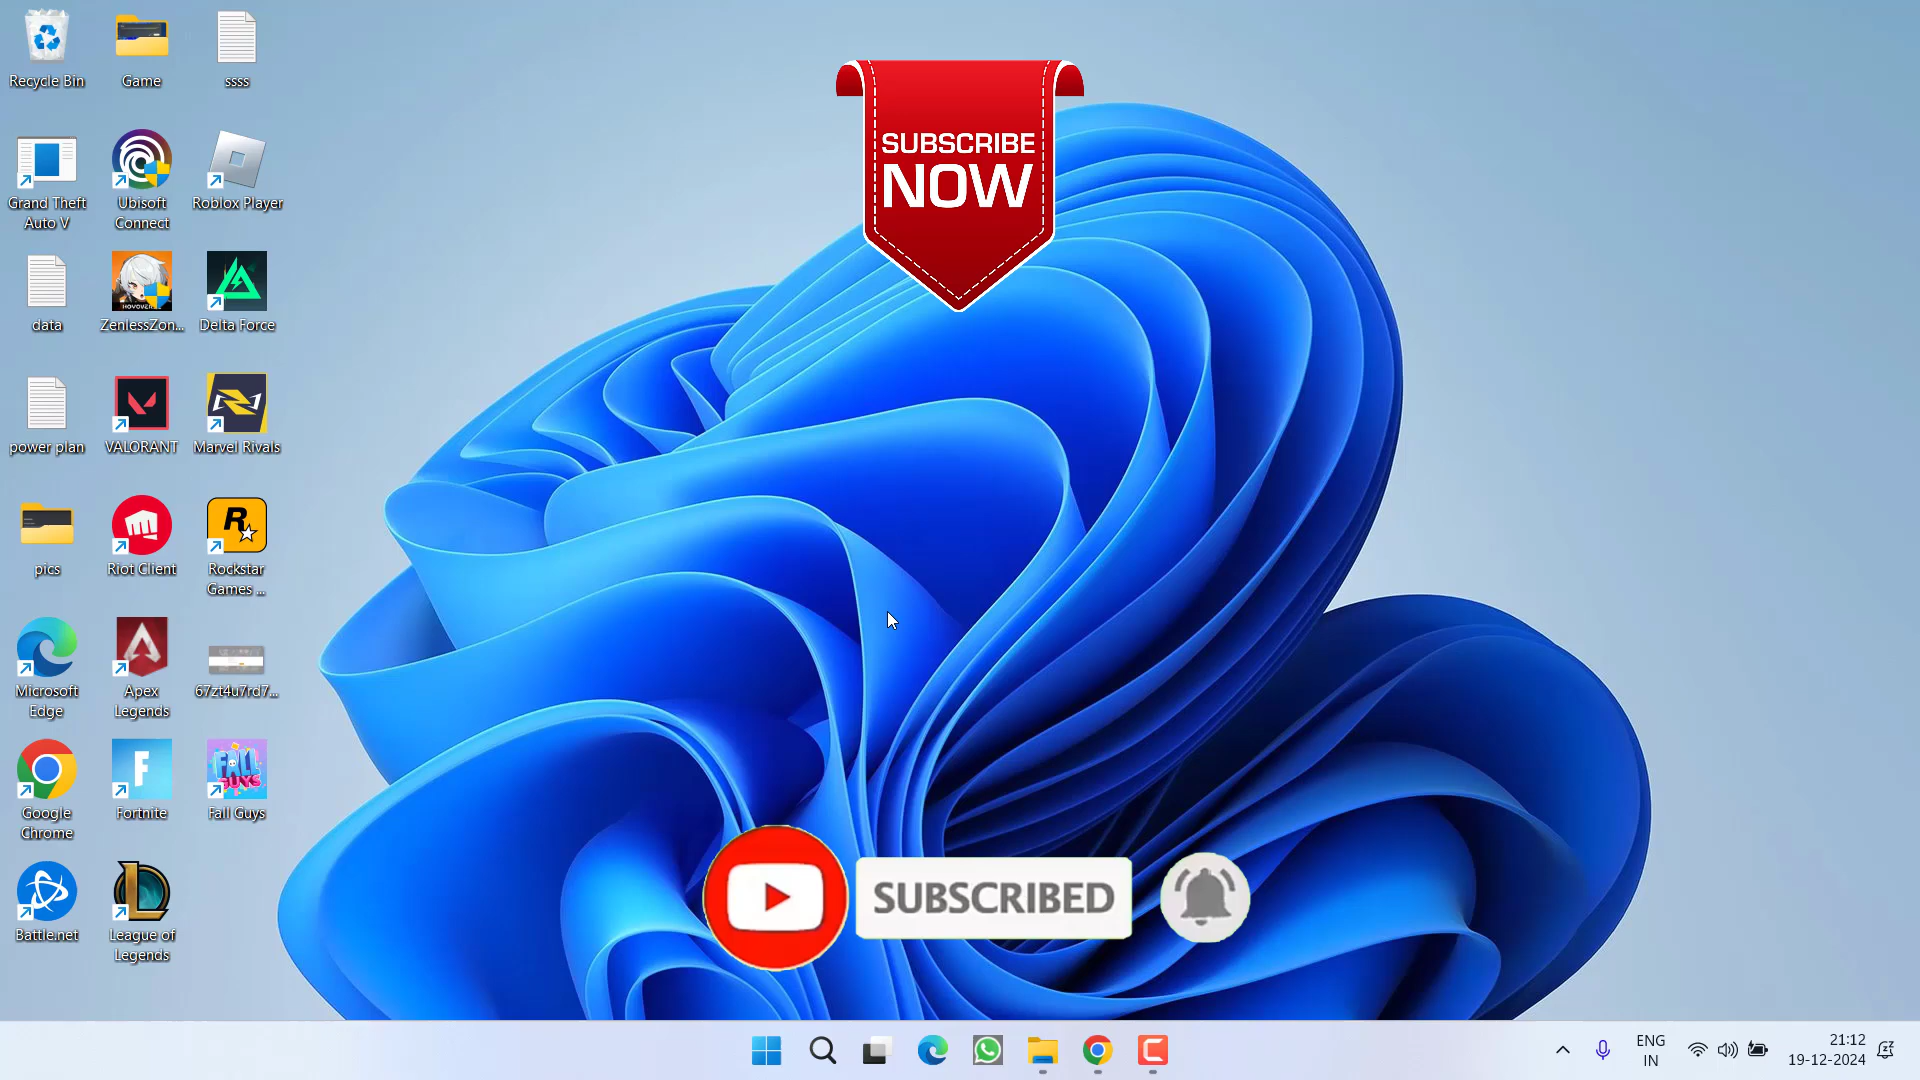 Recycle Bin
Game
ssss
Grand Theft
Auto V
Ubisoft
Connect
Roblox Player
data
ZenlessZon...
Delta Force
power plan
VALORANT
Marvel Rivals
pics
Riot Client
Rockstar
Games ...
Microsoft
Edge
Apex
Legends
67zt4u7rd7...
Google
Chrome
Fortnite
Fall Guys
Battle.net
League of
Legends
SUBSCRIBE
NOW
SUBSCRIBED
ENG
IN
21:12
19-12-2024